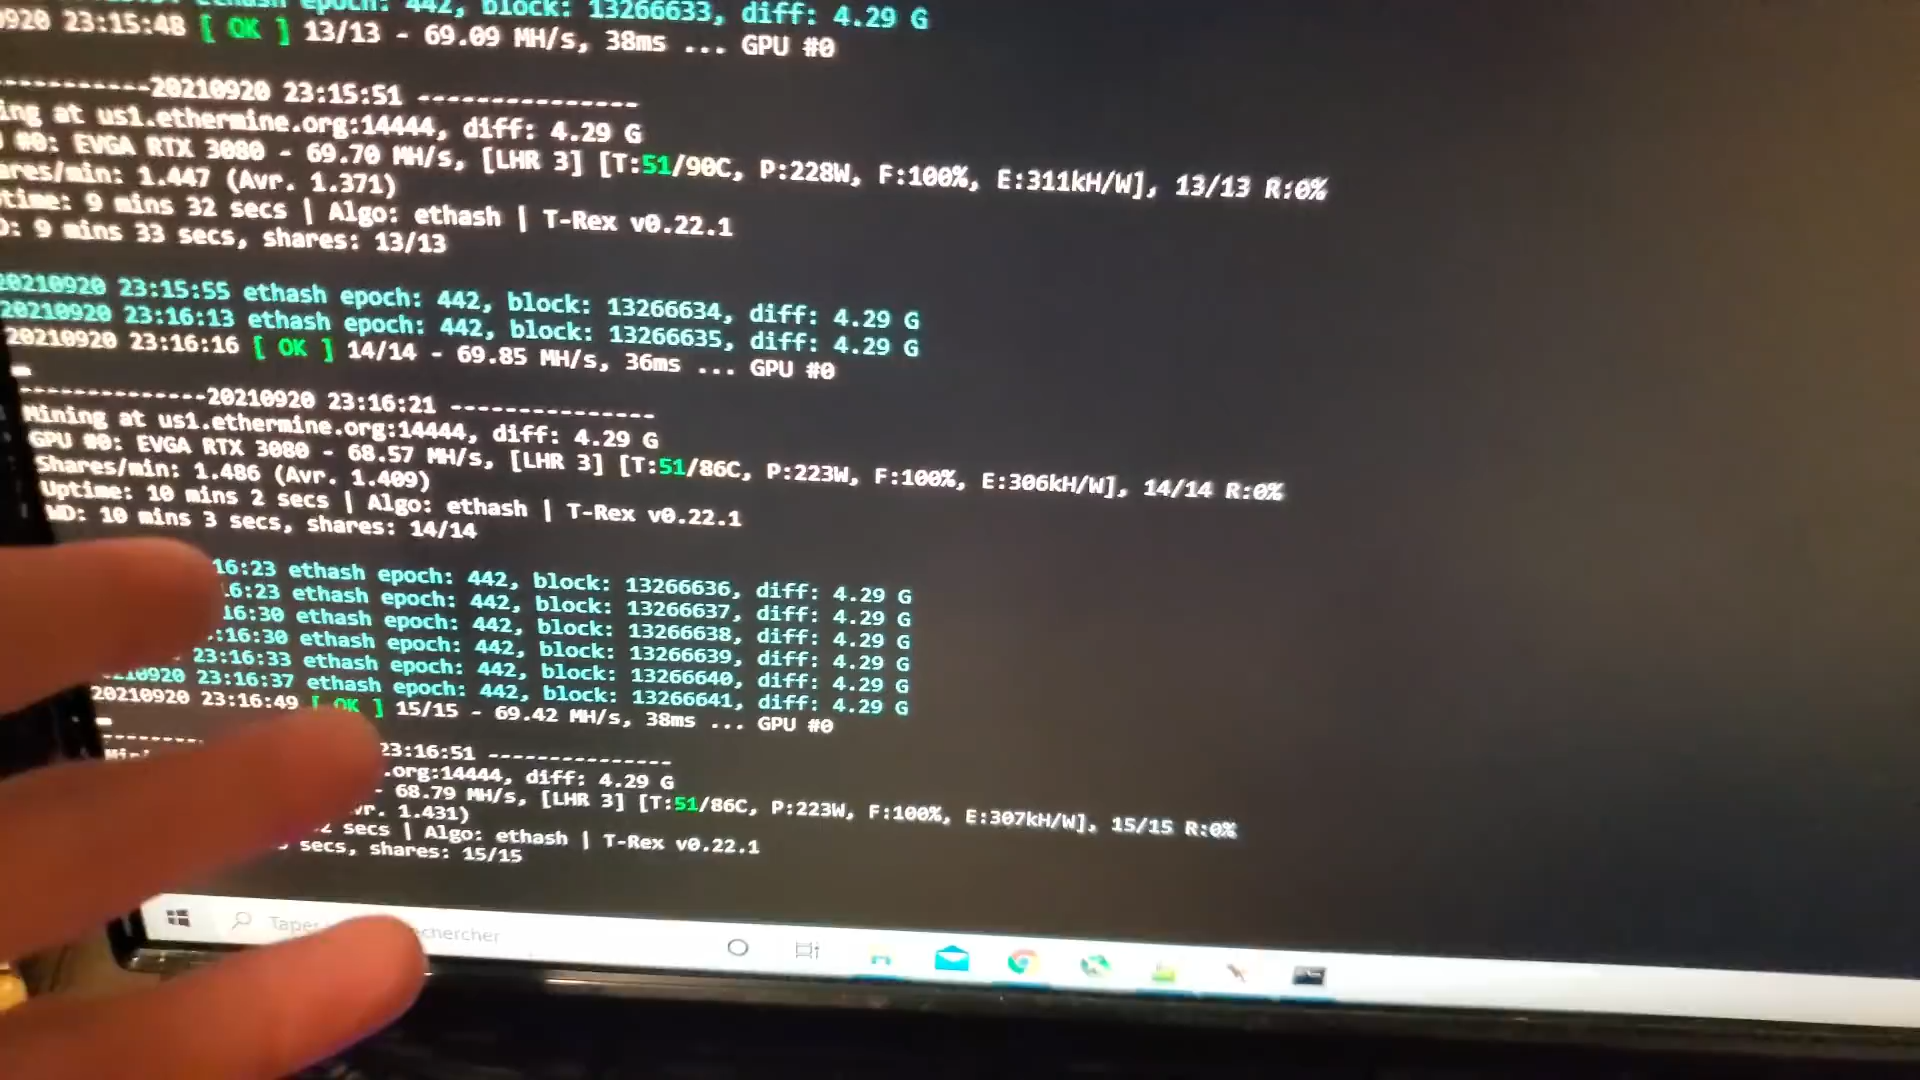 ethash epoch: 442, block: 13266633, diff: 4.29 G
0920 23:15:48 [ OK ] 13/13 - 69.09 MH/s, 38ms ... GPU #0
-----------20210920 23:15:51 ---------------
ing at us1.ethermine.org:14444, diff: 4.29 G
#0: EVGA RTX 3080 - 69.70 MH/s, [LHR 3] [T:51/90C, P:228W, F:100%, E:311kH/W], 13/13 R:0%
ares/min: 1.447 (Avr. 1.371)
time: 9 mins 32 secs | Algo: ethash | T-Rex v0.22.1
D: 9 mins 33 secs, shares: 13/13
20210920 23:15:55 ethash epoch: 442, block: 13266634, diff: 4.29 G
20210920 23:16:13 ethash epoch: 442, block: 13266635, diff: 4.29 G
20210920 23:16:16 [ OK ] 14/14 - 69.85 MH/s, 36ms ... GPU #0
--------------20210920 23:16:21 ---------------
Mining at us1.ethermine.org:14444, diff: 4.29 G
GPU #0: EVGA RTX 3080 - 68.57 MH/s, [LHR 3] [T:51/86C, P:223W, F:100%, E:306kH/W], 14/14 R:0%
Shares/min: 1.486 (Avr. 1.409)
Uptime: 10 mins 2 secs | Algo: ethash | T-Rex v0.22.1
WD: 10 mins 3 secs, shares: 14/14
16:23 ethash epoch: 442, block: 13266636, diff: 4.29 G
16:23 ethash epoch: 442, block: 13266637, diff: 4.29 G
16:30 ethash epoch: 442, block: 13266638, diff: 4.29 G
:16:30 ethash epoch: 442, block: 13266639, diff: 4.29 G
23:16:33 ethash epoch: 442, block: 13266640, diff: 4.29 G
0920 23:16:37 ethash epoch: 442, block: 13266641, diff: 4.29 G
20210920 23:16:49 [ OK ] 15/15 - 69.42 MH/s, 38ms ... GPU #0
23:16:51 ---------------
.org:14444, diff: 4.29 G
- 68.79 MH/s, [LHR 3] [T:51/86C, P:223W, F:100%, E:307kH/W], 15/15 R:0%
vr. 1.431)
2 secs | Algo: ethash | T-Rex v0.22.1
secs, shares: 15/15
Taper echercher